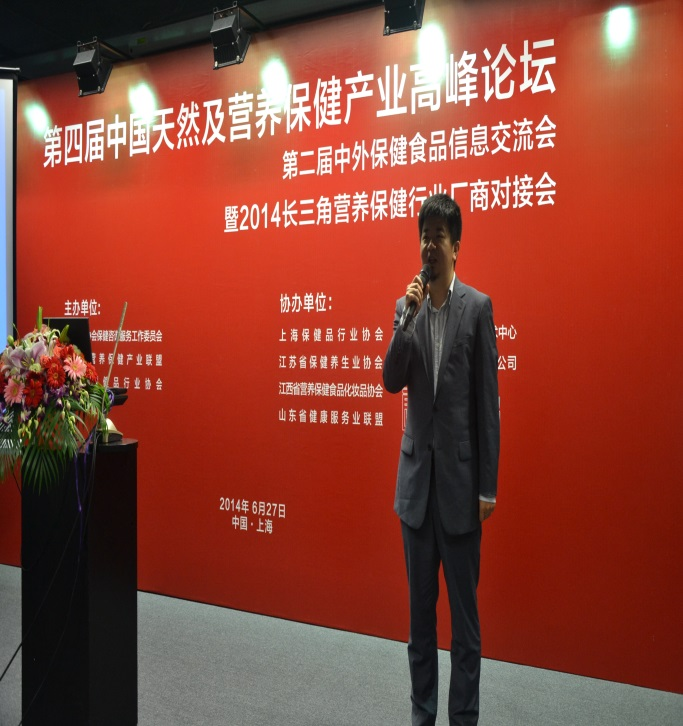 第四届中国天然及营养保健产业高峰论坛
第二届中外保健食品信息交流会
暨2014长三角营养保健行业厂商对接会
主办单位：
协办单位：
会保健咨询服务工作委员会
上海保健品行业协会
中心
营养保健产业联盟
江苏省保健养生业协会
公司
品行业协会
江西省营养保健食品化妆品协会
山东省健康服务业联盟
2014年 6月27日
中国·上海